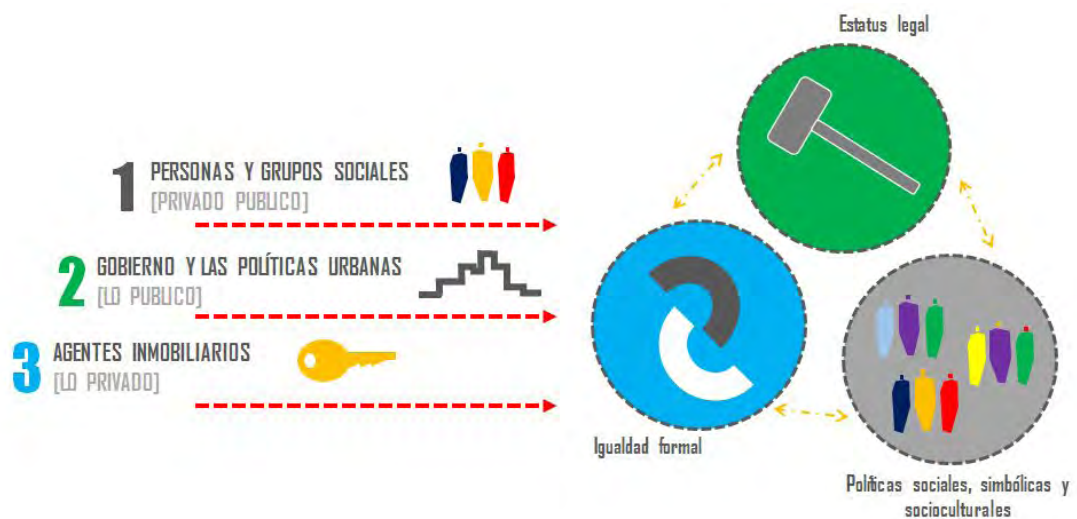 Estatus legal
1 PERSONAS Y GRUPOS SOCIALES
[PRIVADO PUBLICO]
2 GOBIERNO Y LAS POLÍTICAS URBANAS
[LO PUBLICO]
3 AGENTES INMOBILIARIOS
[LO PRIVADO]
Igualdad formal
Políticas sociales, simbólicas y
socioculturales